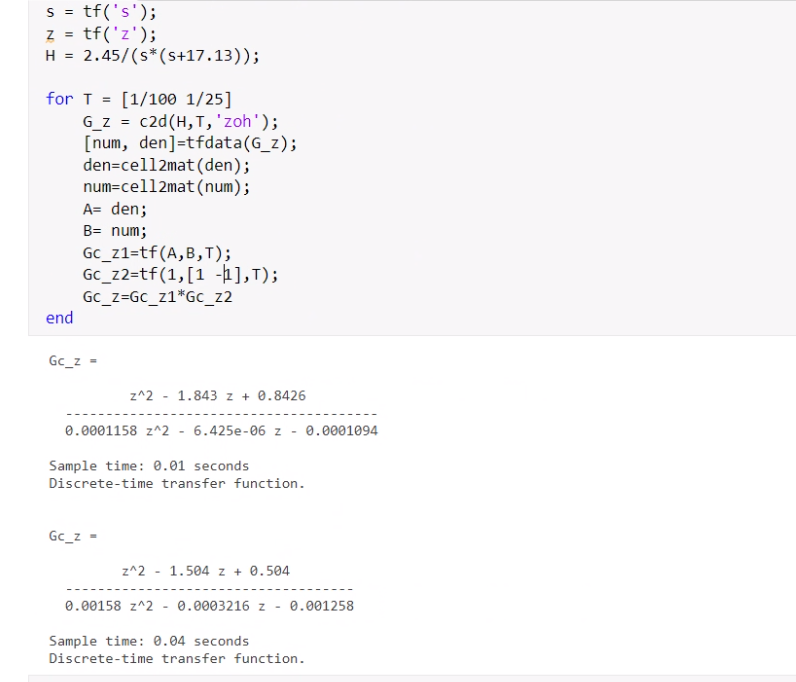 s = tf('s');
z = tf('z');
H = 2.45/(s*(s+17.13));
for T = [1/100 1/25]
G_z = c2d(H,T,'zoh');
[num, den]=tfdata(G_z);
den=cell2mat(den);
num=cell2mat(num);
A= den;
B= num;
Gc_z1=tf(A,B,T);
Gc_z2=tf(1,[1 -1],T);
Gc_z=Gc_z1*Gc_z2
end
Gc_z =
z^2 - 1.843 z + 0.8426
---------------------------------------
0.0001158 z^2 - 6.425e-06 z - 0.0001094
Sample time: 0.01 seconds
Discrete-time transfer function.
Gc_z =
z^2 - 1.504 z + 0.504
------------------------------------
0.00158 z^2 - 0.0003216 z - 0.001258
Sample time: 0.04 seconds
Discrete-time transfer function.